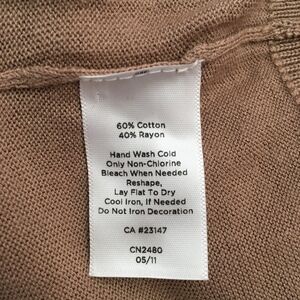 60% Cotton
40% Rayon
Hand Wash Cold
Only Non-Chlorine
Bleach When Needed
Reshape,
Lay Flat To Dry
Cool Iron, If Needed
Do Not Iron Decoration
CA #23147
CN2480
05/11